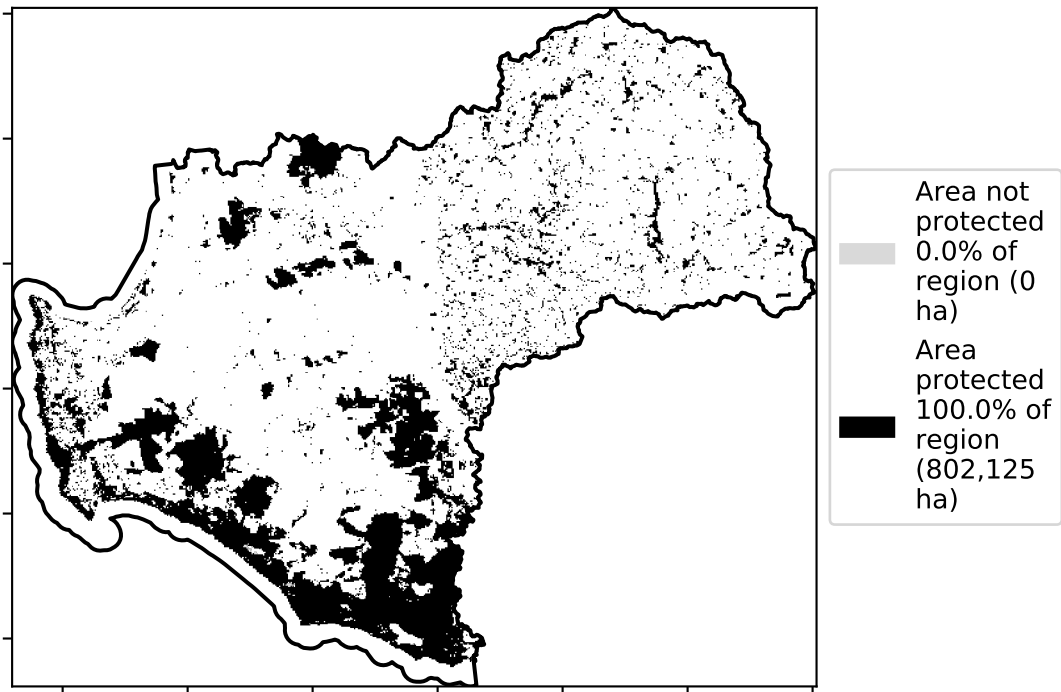 Area not
protected
0.0% of
region (0
ha)
Area
protected
100.0% of
region
(802,125
ha)